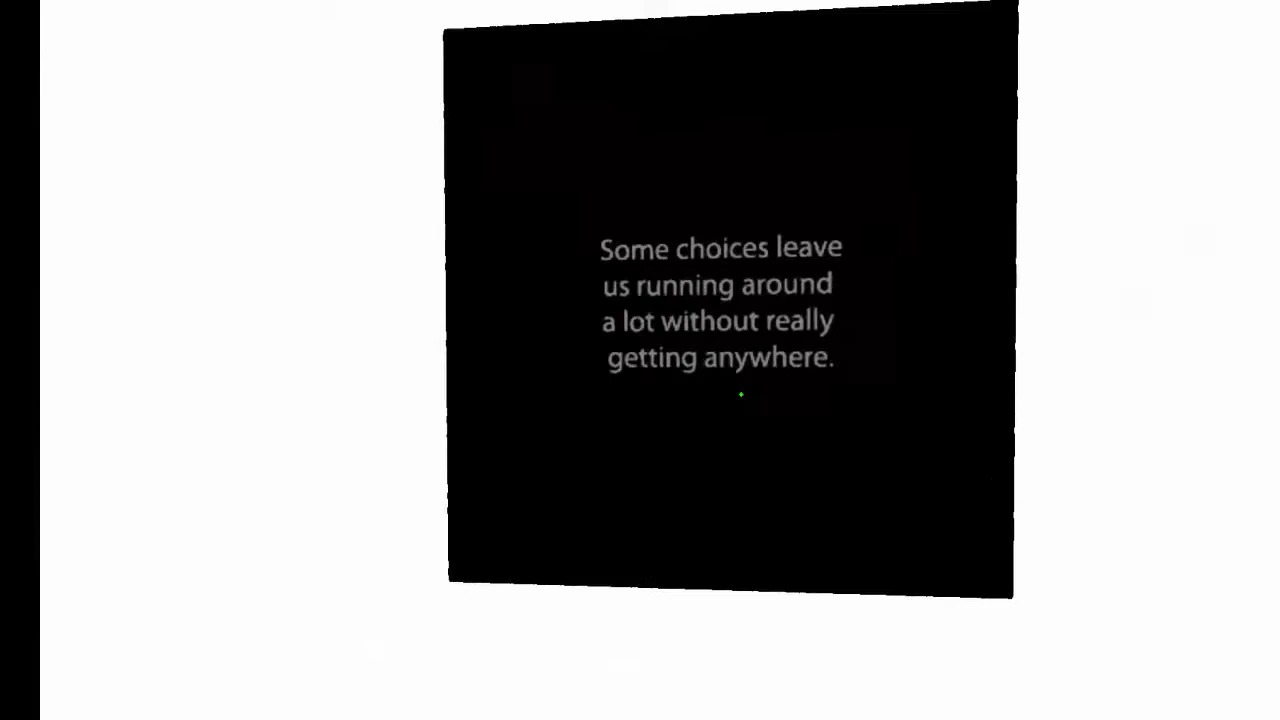 Some choices leave
us running around
a lot without really
getting anywhere.